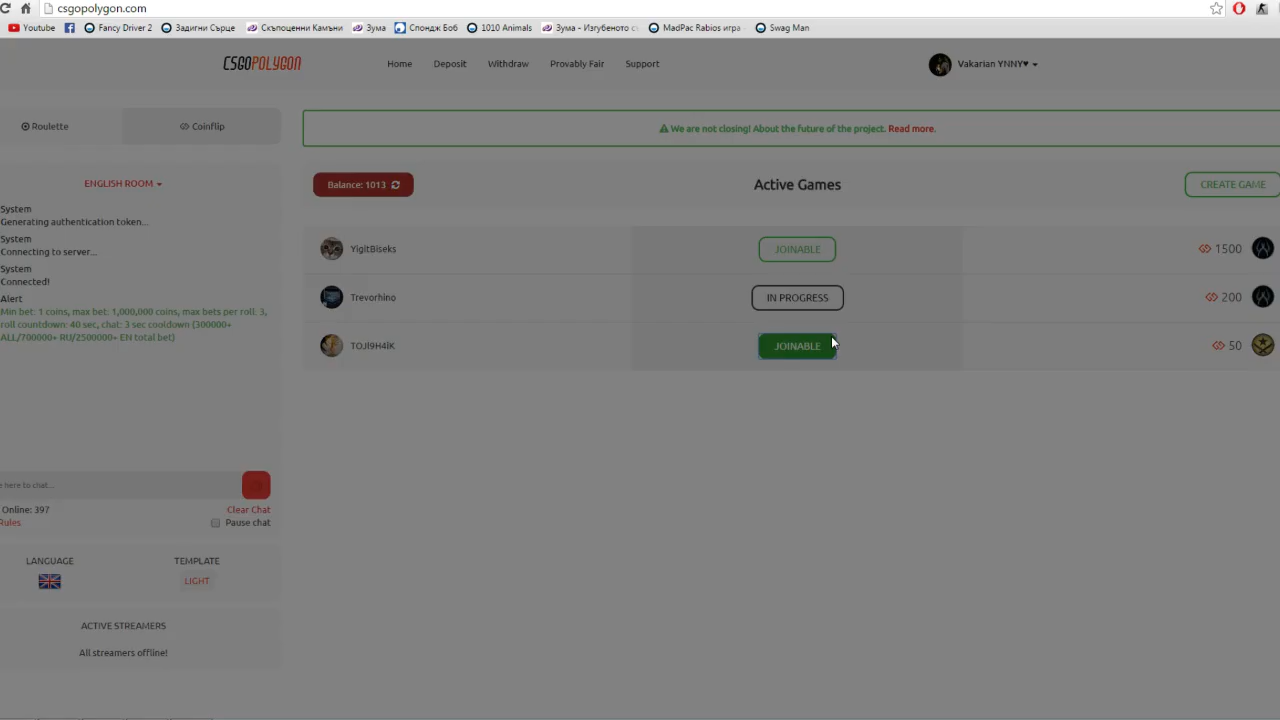 csgopolygon.com
Youtube Fancy Driver 2 Задигни Сърце Скъпоценни Камъни Зума Спондж Боб 1010 Animals Зума - Изгубеното с MadPac Rabios игра Swag Man
CSGOPOLYGON Home Deposit Withdraw Provably Fair Support Vakarian YNNY♥
Roulette Coinflip
We are not closing! About the future of the project. Read more.
ENGLISH ROOM
Balance: 1013 Active Games CREATE GAME
System
Generating authentication token...
System
Connecting to server...
System
Connected!
Alert
Min bet: 1 coins, max bet: 1,000,000 coins, max bets per roll: 3,
roll countdown: 40 sec, chat: 3 sec cooldown (300000+
ALL/700000+ RU/2500000+ EN total bet)
YigitBiseks JOINABLE 1500
Trevorhino IN PROGRESS 200
TOJI9H4iK JOINABLE 50
here to chat...
Online: 397 Clear Chat
Rules Pause chat
LANGUAGE TEMPLATE
LIGHT
ACTIVE STREAMERS
All streamers offline!